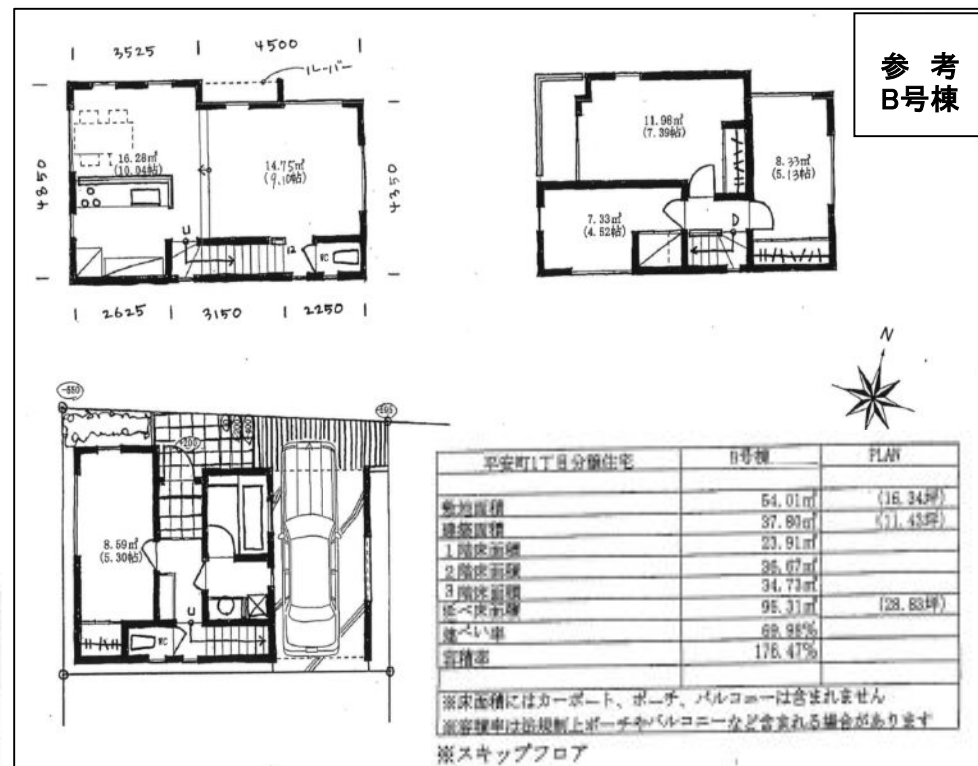 参 考
B号棟
3525
4500
ルーバー
4850
16.28㎡
(10.04帖)
14.75㎡
(9.10帖)
4350
U
12
WC
2625
3150
2250
11.98㎡
(7.39帖)
8.33㎡
(5.13帖)
7.33㎡
(4.52帖)
D
N
-550
-595
+200
8.59㎡
(5.30帖)
U
WC
平安町1丁目分譲住宅 B号棟 PLAN
敷地面積 54.01㎡ (16.34坪)
建築面積 37.80㎡ (11.43坪)
1階床面積 23.91㎡
2階床面積 36.67㎡
3階床面積 34.73㎡
延べ床面積 95.31㎡ (28.83坪)
建ぺい率 69.98%
容積率 176.47%
※床面積にはカーポート、ポーチ、バルコニーは含まれません
※容積率は法規制上ポーチやバルコニーなど含まれる場合があります
※スキップフロア